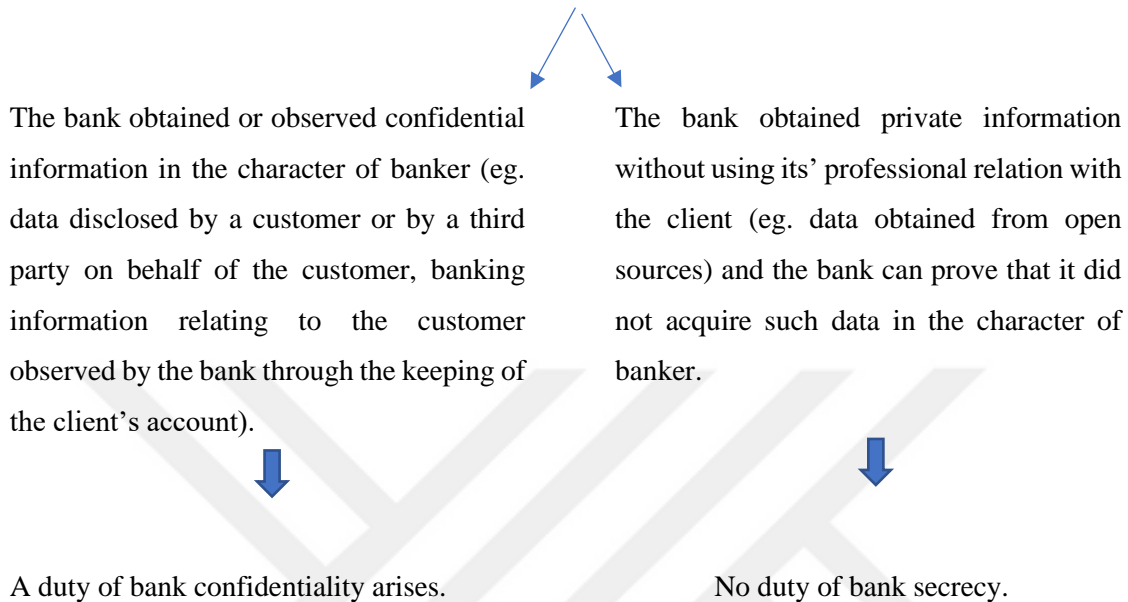 The bank obtained or observed confidential
information in the character of banker (eg.
data disclosed by a customer or by a third
party on behalf of the customer, banking
information relating to the customer
observed by the bank through the keeping of
the client’s account).
The bank obtained private information
without using its’ professional relation with
the client (eg. data obtained from open
sources) and the bank can prove that it did
not acquire such data in the character of
banker.
A duty of bank confidentiality arises.
No duty of bank secrecy.